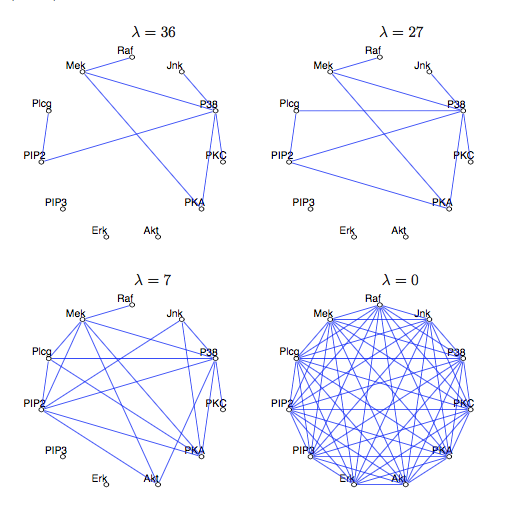 λ = 36
Raf
Mek
Jnk
Plcg
P38
PIP2
PKC
PIP3
PKA
Erk
Akt
λ = 27
Raf
Mek
Jnk
Plcg
P38
PIP2
PKC
PIP3
PKA
Erk
Akt
λ = 7
Raf
Mek
Jnk
Plcg
P38
PIP2
PKC
PIP3
PKA
Erk
Akt
λ = 0
Raf
Mek
Jnk
Plcg
P38
PIP2
PKC
PIP3
PKA
Erk
Akt